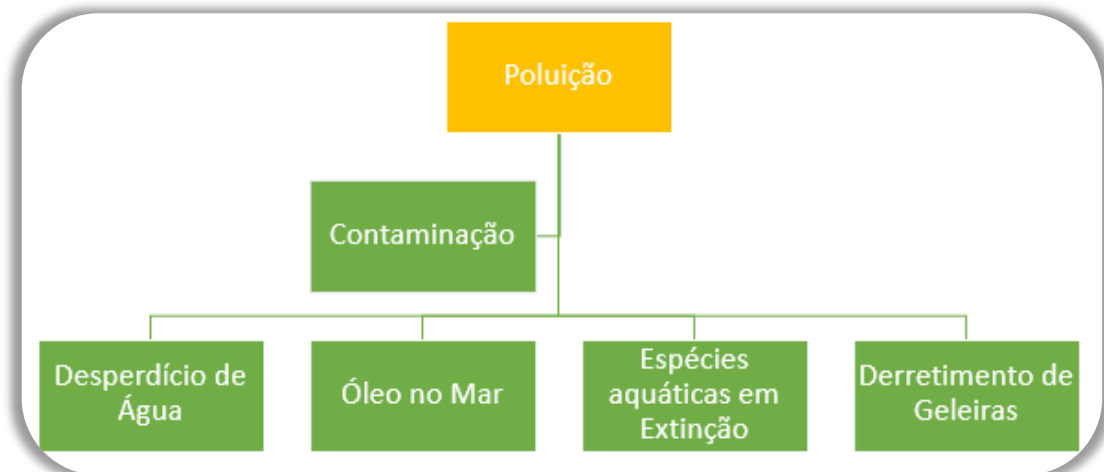 Poluição
Contaminação
Desperdício de
Água
Óleo no Mar
Espécies
aquáticas em
Extinção
Derretimento de
Geleiras